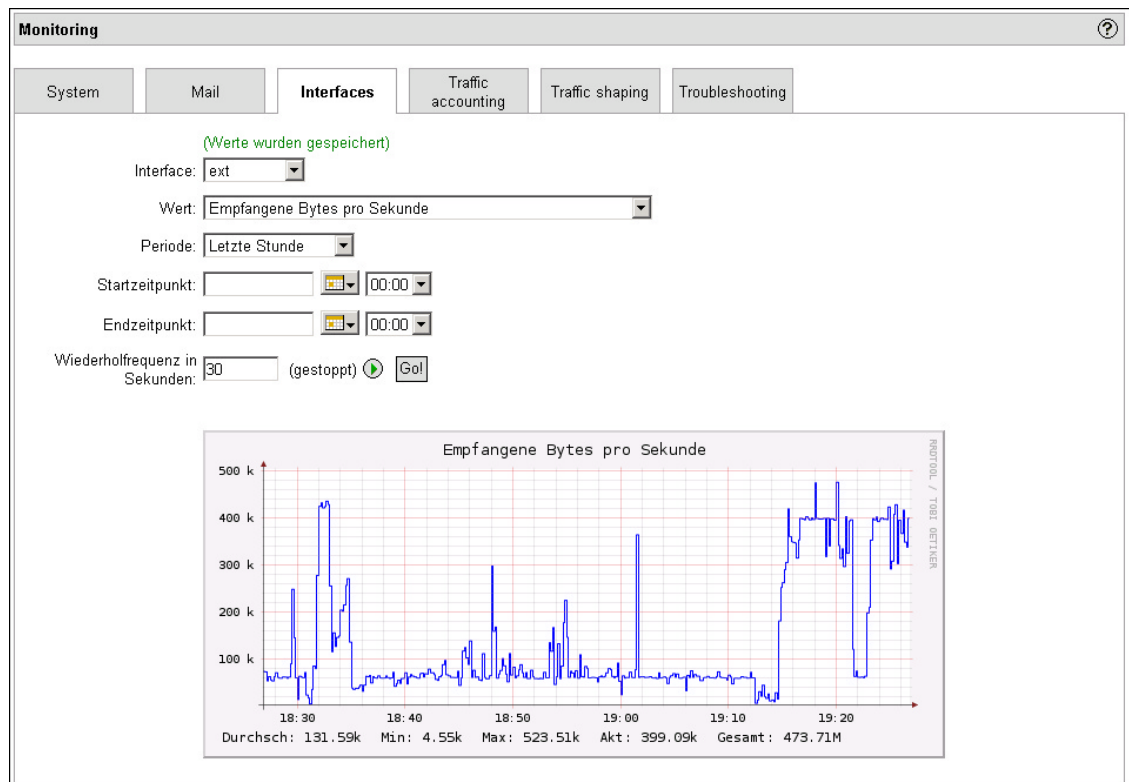 Monitoring
?
System
Mail
Interfaces
Traffic
accounting
Traffic shaping
Troubleshooting
(Werte wurden gespeichert)
Interface: ext
Wert: Empfangene Bytes pro Sekunde
Periode: Letzte Stunde
Startzeitpunkt: 00:00
Endzeitpunkt: 00:00
Wiederholfrequenz in
Sekunden: 30 (gestoppt) Go!
Empfangene Bytes pro Sekunde
RRDTOOL / TOBI OETIKER
500 k
400 k
300 k
200 k
100 k
18:30 18:40 18:50 19:00 19:10 19:20
Durchsch: 131.59k Min: 4.55k Max: 523.51k Akt: 399.09k Gesamt: 473.71M